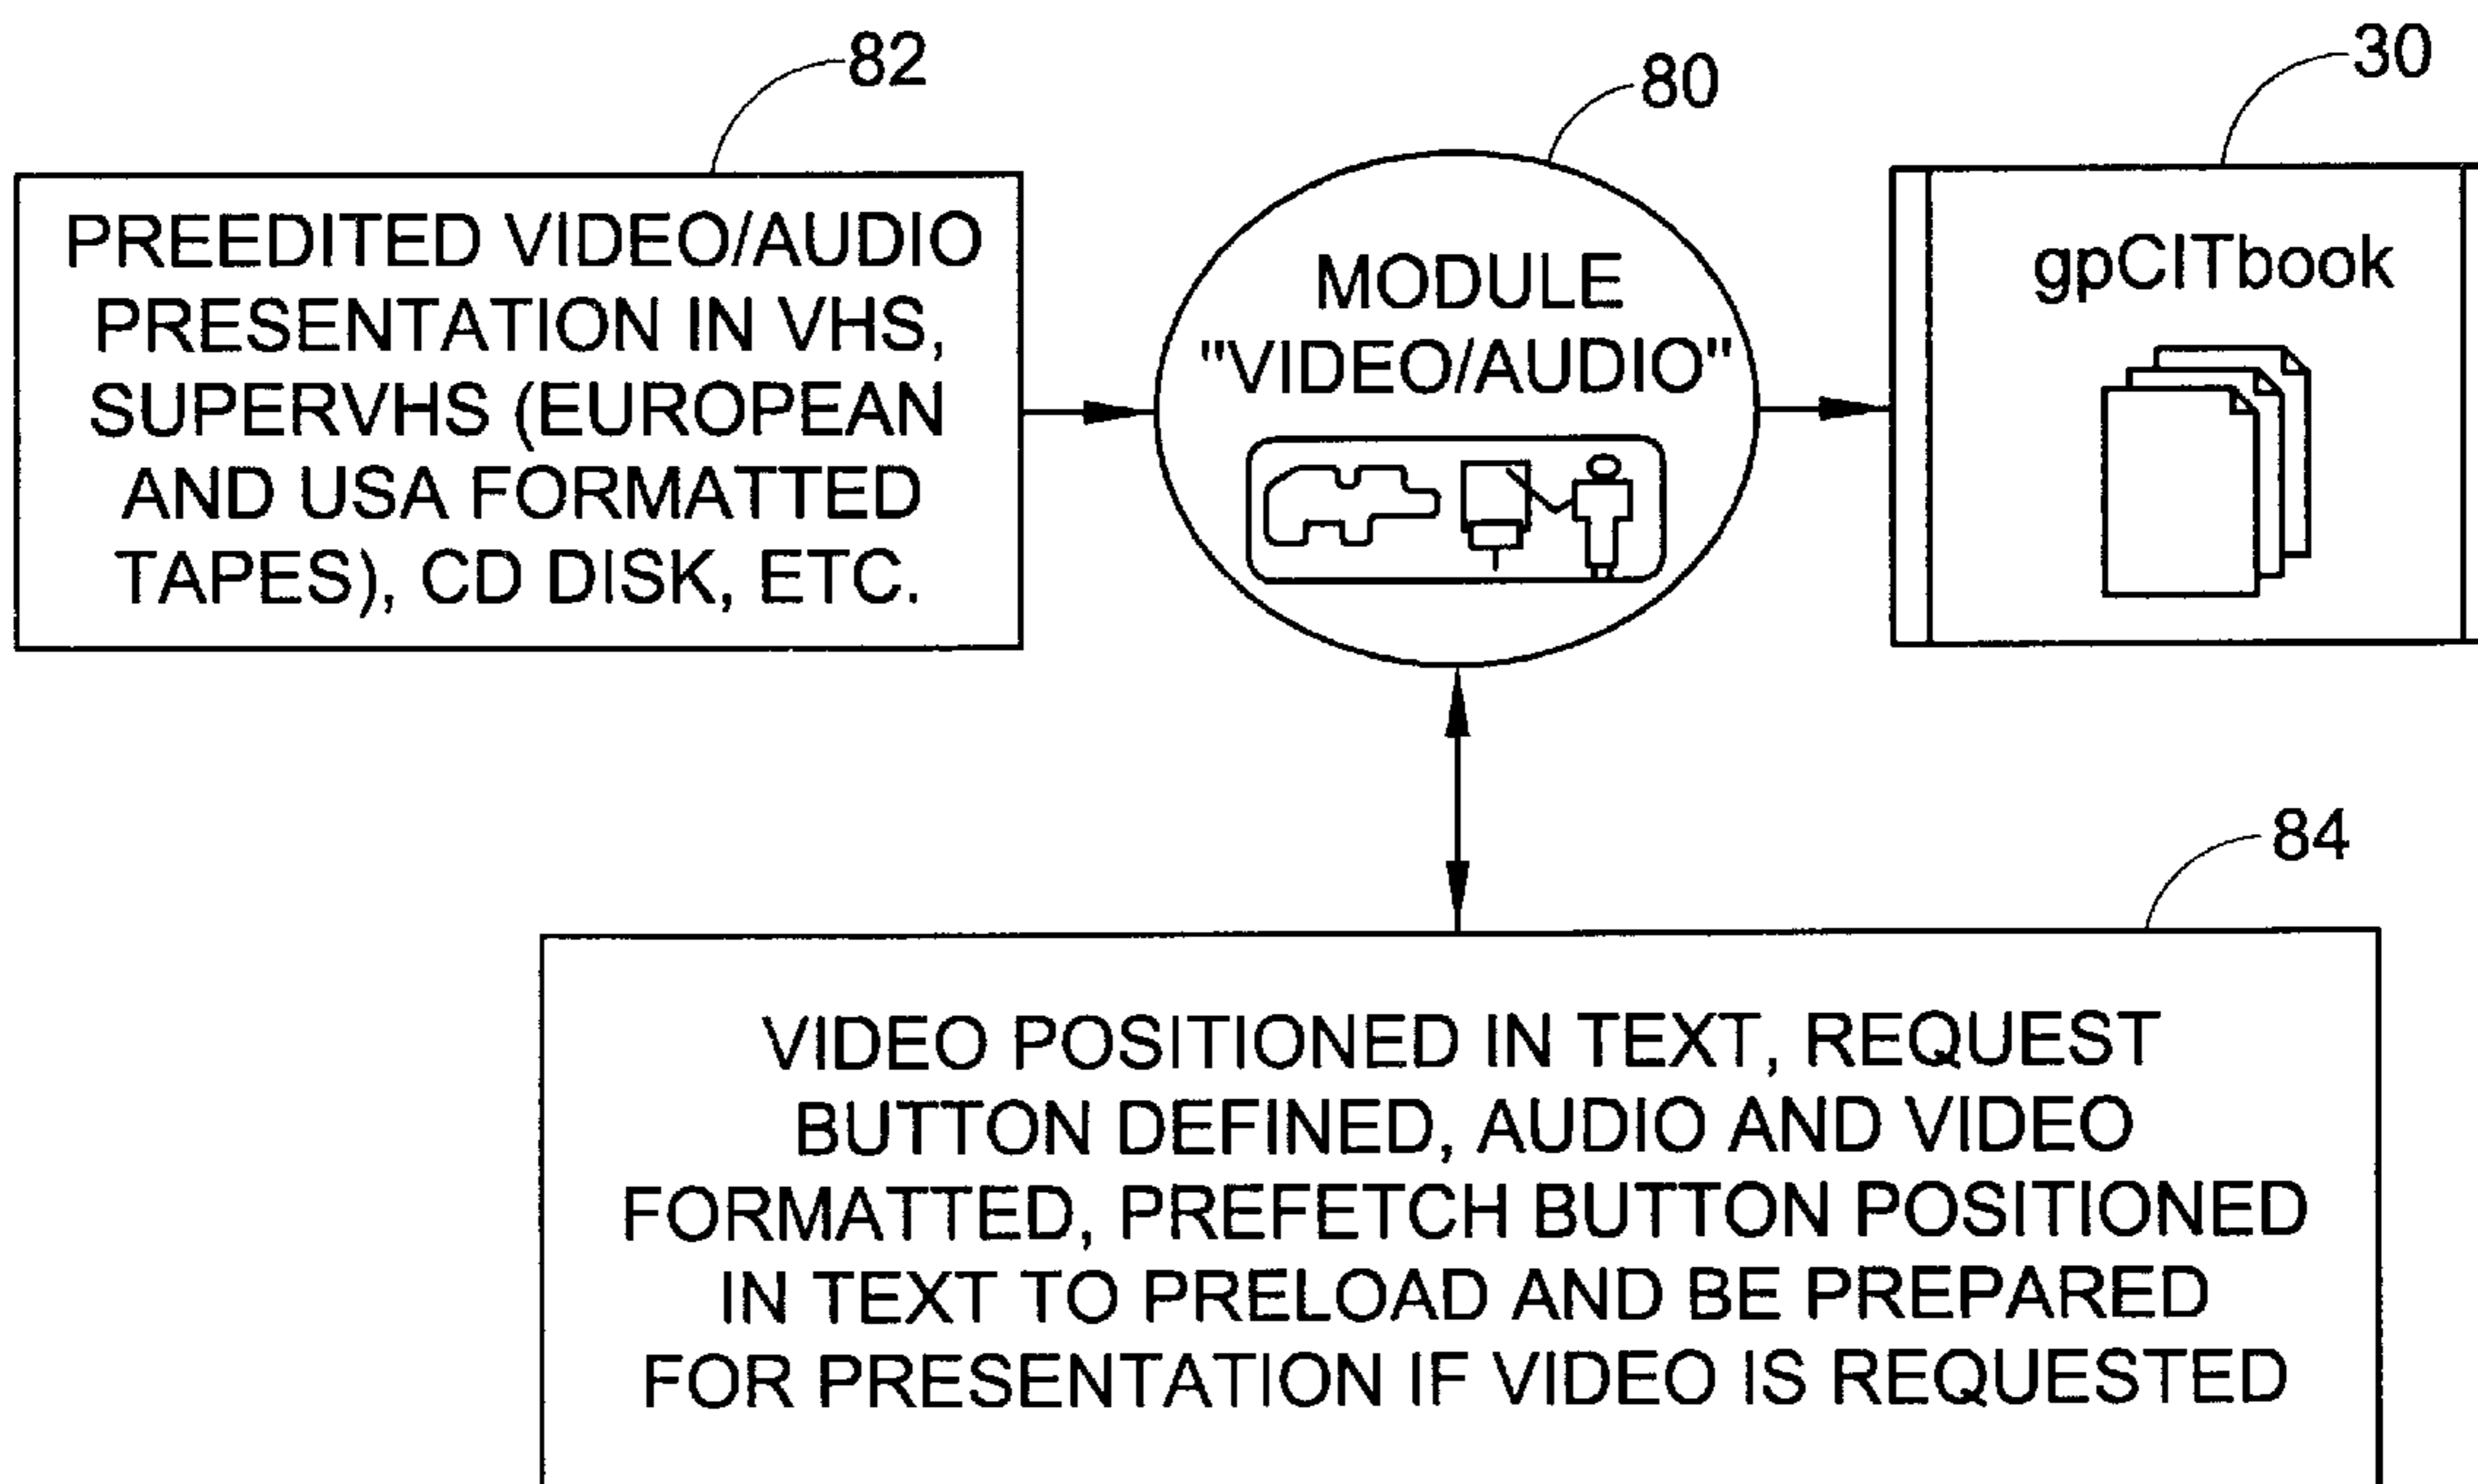 82
80
30
PREEDITED VIDEO/AUDIO
PRESENTATION IN VHS,
SUPERVHS (EUROPEAN
AND USA FORMATTED
TAPES), CD DISK, ETC.
MODULE
"VIDEO/AUDIO"
gpCITbook
84
VIDEO POSITIONED IN TEXT, REQUEST
BUTTON DEFINED, AUDIO AND VIDEO
FORMATTED, PREFETCH BUTTON POSITIONED
IN TEXT TO PRELOAD AND BE PREPARED
FOR PRESENTATION IF VIDEO IS REQUESTED